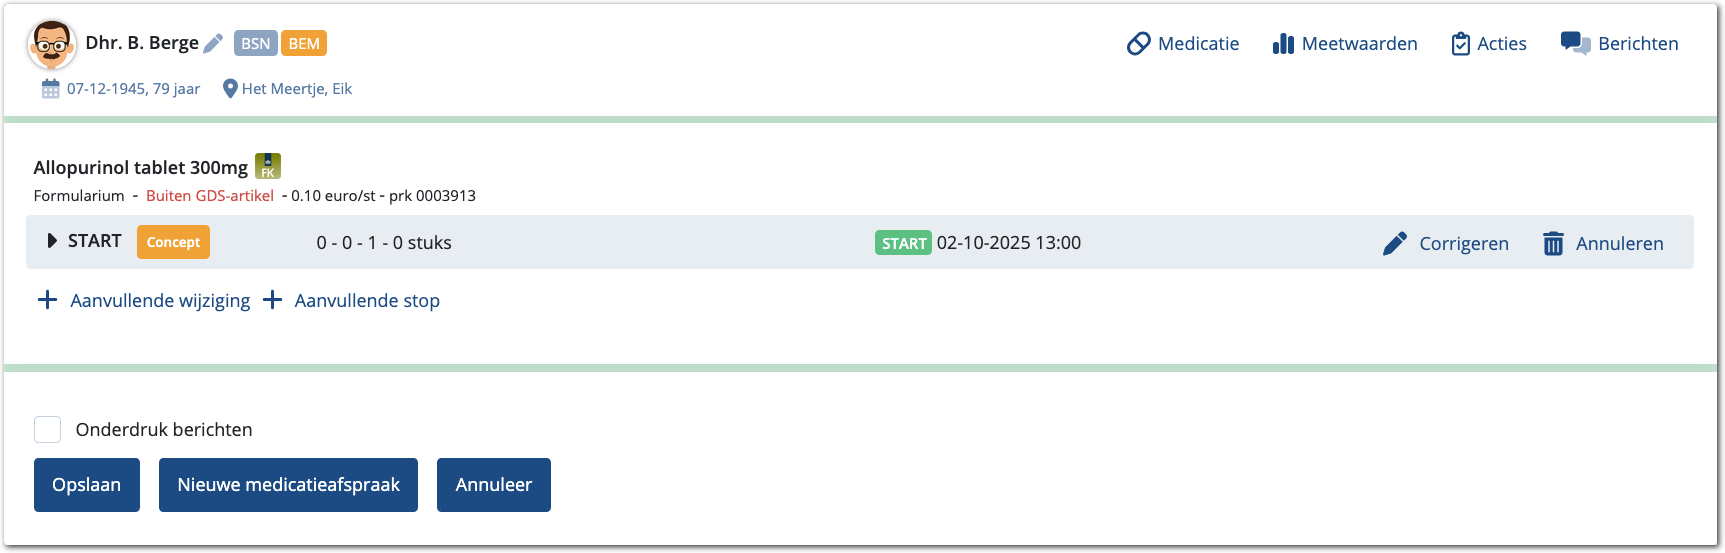 Dhr. B. Berge BSN BEM Medicatie Meetwaarden Acties Berichten
07-12-1945, 79 jaar Het Meertje, Eik
Allopurinol tablet 300mg FK
Formularium - Buiten GDS-artikel - 0.10 euro/st - prk 0003913
START Concept 0 - 0 - 1 - 0 stuks START 02-10-2025 13:00 Corrigeren Annuleren
Aanvullende wijziging Aanvullende stop
Onderdruk berichten
Opslaan Nieuwe medicatieafspraak Annuleer